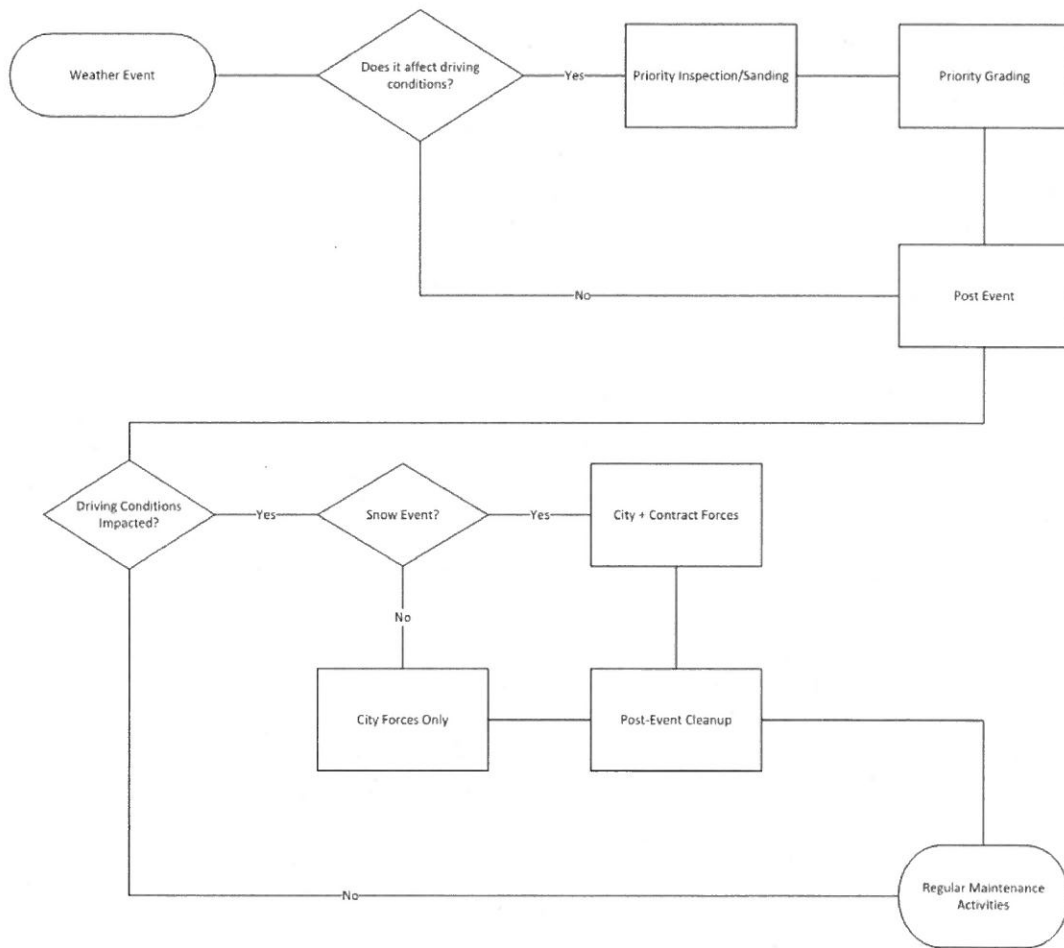 Weather Event
Does it affect driving
conditions?
Yes
Priority Inspection/Sanding
Priority Grading
No
Post Event
Driving Conditions
Impacted?
Yes
Snow Event?
Yes
City + Contract Forces
No
City Forces Only
Post-Event Cleanup
No
Regular Maintenance
Activities